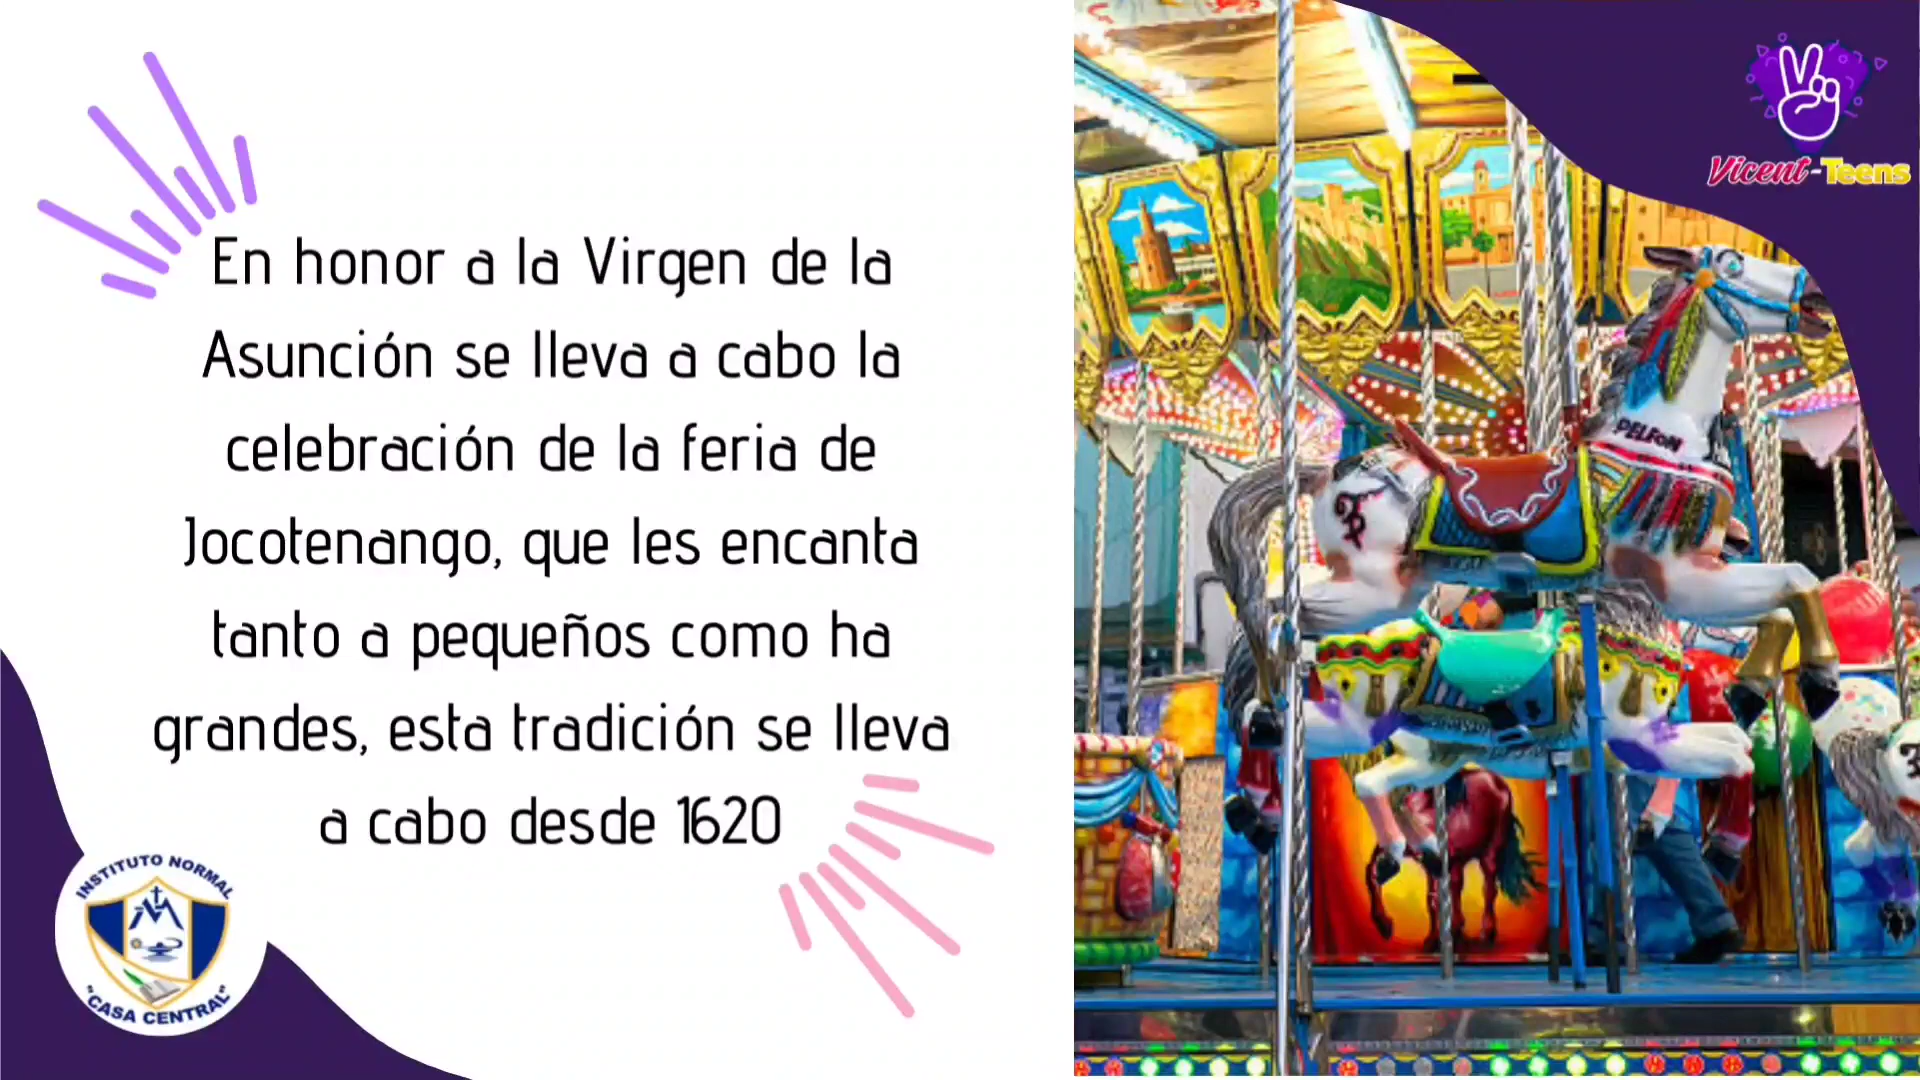 Vicent-Teens
En honor a la Virgen de la
Asunción se lleva a cabo la
celebración de la feria de
Jocotenango, que les encanta
tanto a pequeños como ha
grandes, esta tradición se lleva
a cabo desde 1620
PELFON
INSTITUTO NORMAL
"CASA CENTRAL"